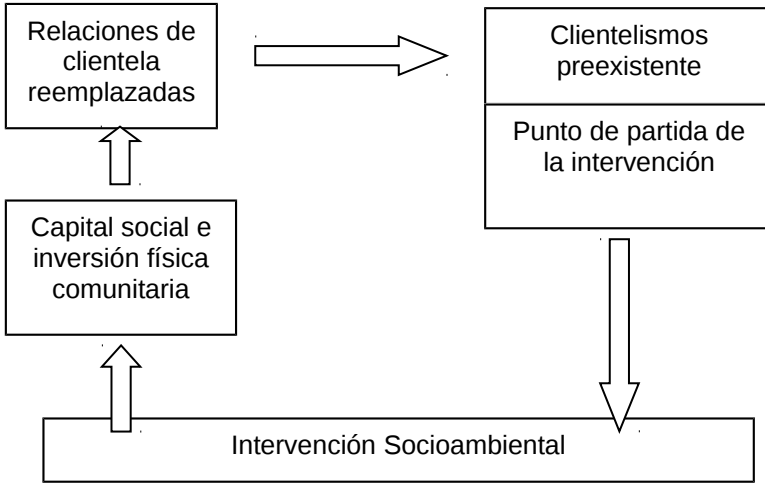 Relaciones de
clientela
reemplazadas
Clientelismos
preexistente
Punto de partida de
la intervención
Capital social e
inversión física
comunitaria
Intervención Socioambiental